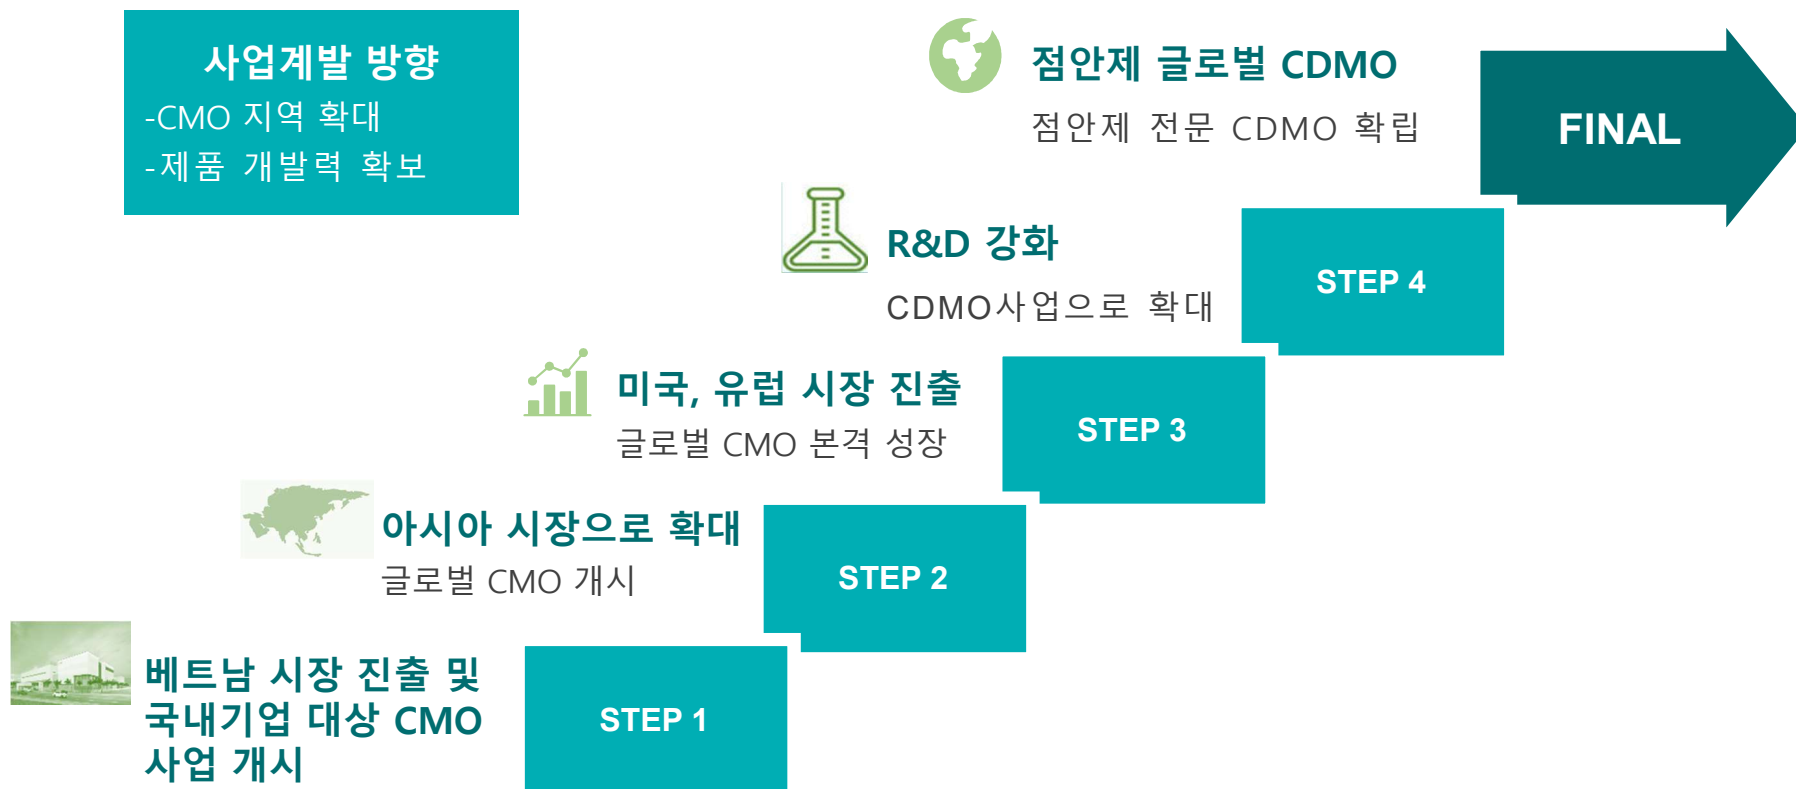 사업계발 방향
-CMO 지역 확대
-제품 개발력 확보
점안제 글로벌 CDMO
점안제 전문 CDMO 확립
FINAL
R&D 강화
CDMO사업으로 확대
STEP 4
미국, 유럽 시장 진출
글로벌 CMO 본격 성장
STEP 3
아시아 시장으로 확대
글로벌 CMO 개시
STEP 2
베트남 시장 진출 및
국내기업 대상 CMO
사업 개시
STEP 1